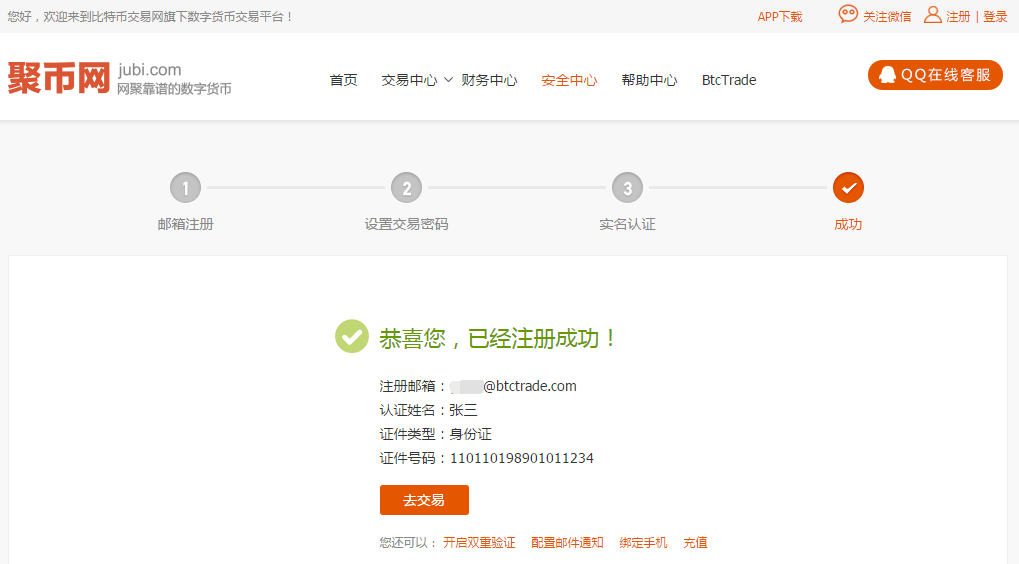 您好，欢迎来到比特币交易网旗下数字货币交易平台！
APP下载 关注微信 注册 | 登录
聚币网 jubi.com
网聚靠谱的数字货币
首页 交易中心 财务中心 安全中心 帮助中心 BtcTrade
QQ在线客服
1 2 3
邮箱注册 设置交易密码 实名认证 成功
恭喜您，已经注册成功！
注册邮箱： @btctrade.com
认证姓名：张三
证件类型：身份证
证件号码：110110198901011234
去交易
您还可以： 开启双重验证 配置邮件通知 绑定手机 充值